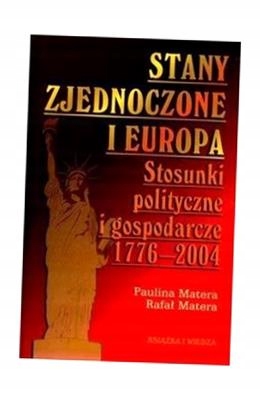 STANY
ZJEDNOCZONE
I EUROPA
Stosunki
polityczne
i gospodarcze
1776–2004
Paulina Matera
Rafał Matera
KSIĄŻKA I WIEDZA